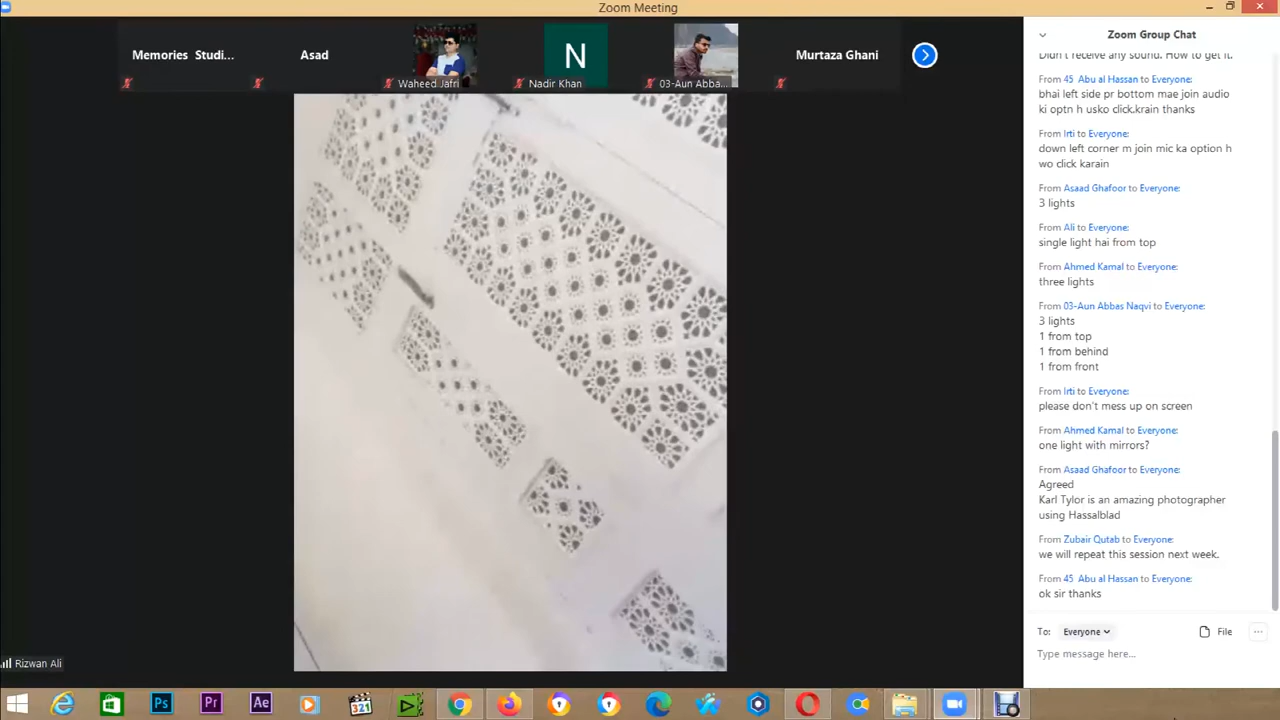 Zoom Meeting
Memories Studi...
Asad
Waheed Jafri
N
Nadir Khan
03-Aun Abba...
Murtaza Ghani
Rizwan Ali
Zoom Group Chat
Didn't receive any sound. How to get it.
From 45 Abu al Hassan to Everyone:
bhai left side pr bottom mae join audio
ki optn h usko click.krain thanks
From Irti to Everyone:
down left corner m join mic ka option h
wo click karain
From Asaad Ghafoor to Everyone:
3 lights
From Ali to Everyone:
single light hai from top
From Ahmed Kamal to Everyone:
three lights
From 03-Aun Abbas Naqvi to Everyone:
3 lights
1 from top
1 from behind
1 from front
From Irti to Everyone:
please don't mess up on screen
From Ahmed Kamal to Everyone:
one light with mirrors?
From Asaad Ghafoor to Everyone:
Agreed
Karl Tylor is an amazing photographer
using Hassalblad
From Zubair Qutab to Everyone:
we will repeat this session next week.
From 45 Abu al Hassan to Everyone:
ok sir thanks
To: Everyone
File
Type message here...
Ps
Pr
Ae
321